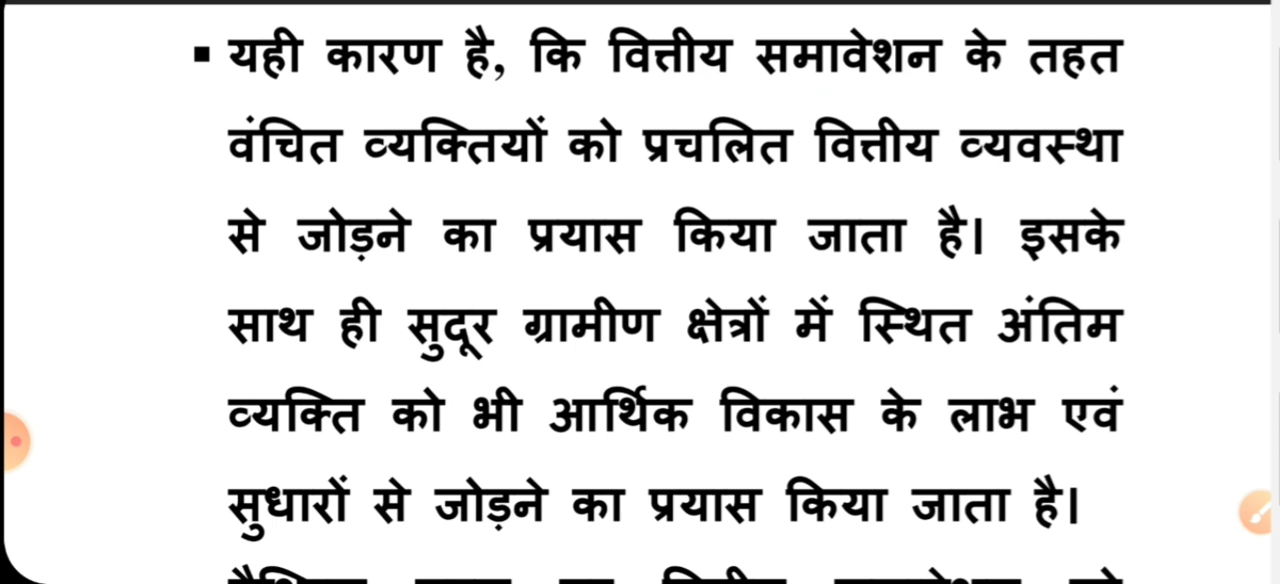 ▪ यही कारण है, कि वित्तीय समावेशन के तहत
वंचित व्यक्तियों को प्रचलित वित्तीय व्यवस्था
से जोड़ने का प्रयास किया जाता है। इसके
साथ ही सुदूर ग्रामीण क्षेत्रों में स्थित अंतिम
व्यक्ति को भी आर्थिक विकास के लाभ एवं
सुधारों से जोड़ने का प्रयास किया जाता है।